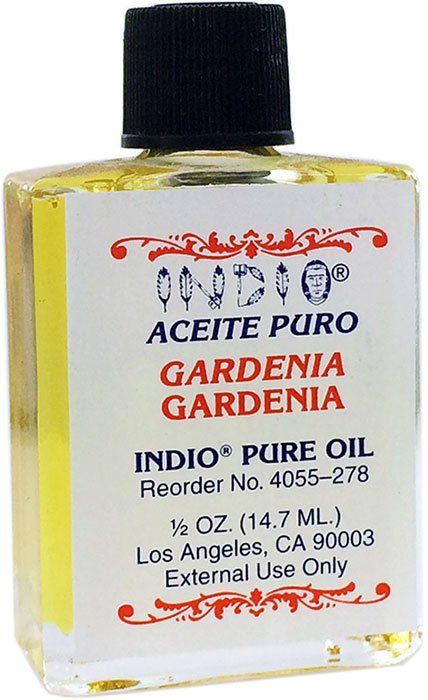 INDIO®
ACEITE PURO
GARDENIA
GARDENIA
INDIO® PURE OIL
Reorder No. 4055–278
½ OZ. (14.7 ML.)
Los Angeles, CA 90003
External Use Only